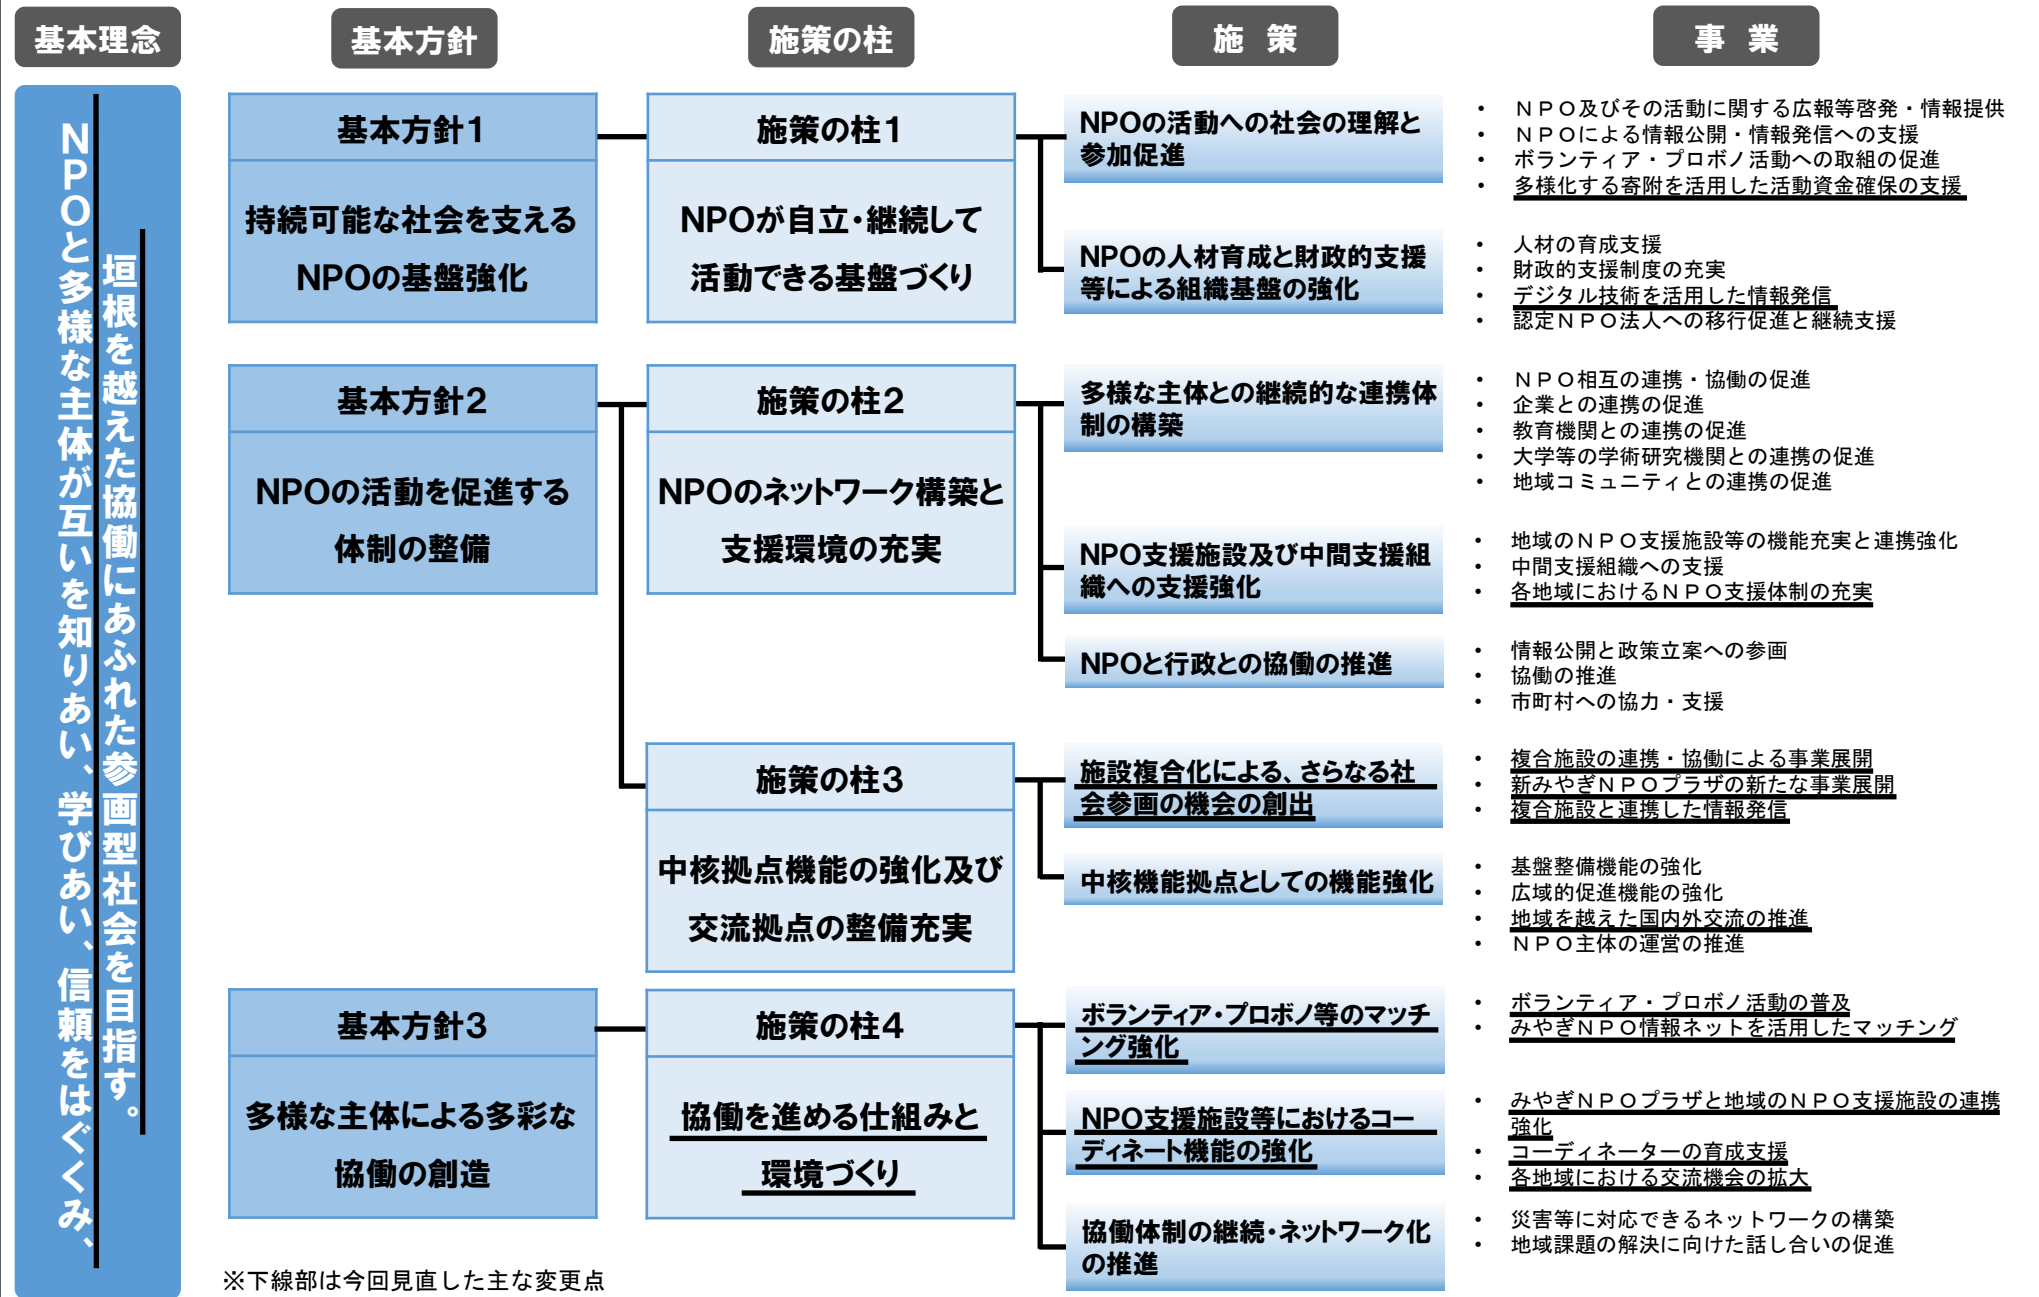 基本理念
基本方針
施策の柱
施 策
事 業
NPOと多様な主体が互いを知りあい、学びあい、信頼をはぐくみ、
垣根を越えた協働にあふれた参画型社会を目指す。
基本方針1
持続可能な社会を支える
NPOの基盤強化
施策の柱1
NPOが自立・継続して
活動できる基盤づくり
NPOの活動への社会の理解と
参加促進
・ ＮＰＯ及びその活動に関する広報等啓発・情報提供
・ ＮＰＯによる情報公開・情報発信への支援
・ ボランティア・プロボノ活動への取組の促進
・ 多様化する寄附を活用した活動資金確保の支援
NPOの人材育成と財政的支援
等による組織基盤の強化
・ 人材の育成支援
・ 財政的支援制度の充実
・ デジタル技術を活用した情報発信
・ 認定ＮＰＯ法人への移行促進と継続支援
基本方針2
NPOの活動を促進する
体制の整備
施策の柱2
NPOのネットワーク構築と
支援環境の充実
多様な主体との継続的な連携体
制の構築
・ ＮＰＯ相互の連携・協働の促進
・ 企業との連携の促進
・ 教育機関との連携の促進
・ 大学等の学術研究機関との連携の促進
・ 地域コミュニティとの連携の促進
NPO支援施設及び中間支援組
織への支援強化
・ 地域のＮＰＯ支援施設等の機能充実と連携強化
・ 中間支援組織への支援
・ 各地域におけるＮＰＯ支援体制の充実
NPOと行政との協働の推進
・ 情報公開と政策立案への参画
・ 協働の推進
・ 市町村への協力・支援
施策の柱3
中核拠点機能の強化及び
交流拠点の整備充実
施設複合化による、さらなる社
会参画の機会の創出
・ 複合施設の連携・協働による事業展開
・ 新みやぎＮＰＯプラザの新たな事業展開
・ 複合施設と連携した情報発信
中核機能拠点としての機能強化
・ 基盤整備機能の強化
・ 広域的促進機能の強化
・ 地域を越えた国内外交流の推進
・ ＮＰＯ主体の運営の推進
基本方針3
多様な主体による多彩な
協働の創造
施策の柱4
協働を進める仕組みと
環境づくり
ボランティア・プロボノ等のマッチ
ング強化
・ ボランティア・プロボノ活動の普及
・ みやぎＮＰＯ情報ネットを活用したマッチング
NPO支援施設等におけるコー
ディネート機能の強化
・ みやぎＮＰＯプラザと地域のＮＰＯ支援施設の連携
強化
・ コーディネーターの育成支援
・ 各地域における交流機会の拡大
協働体制の継続・ネットワーク化
の推進
・ 災害等に対応できるネットワークの構築
・ 地域課題の解決に向けた話し合いの促進
※下線部は今回見直した主な変更点